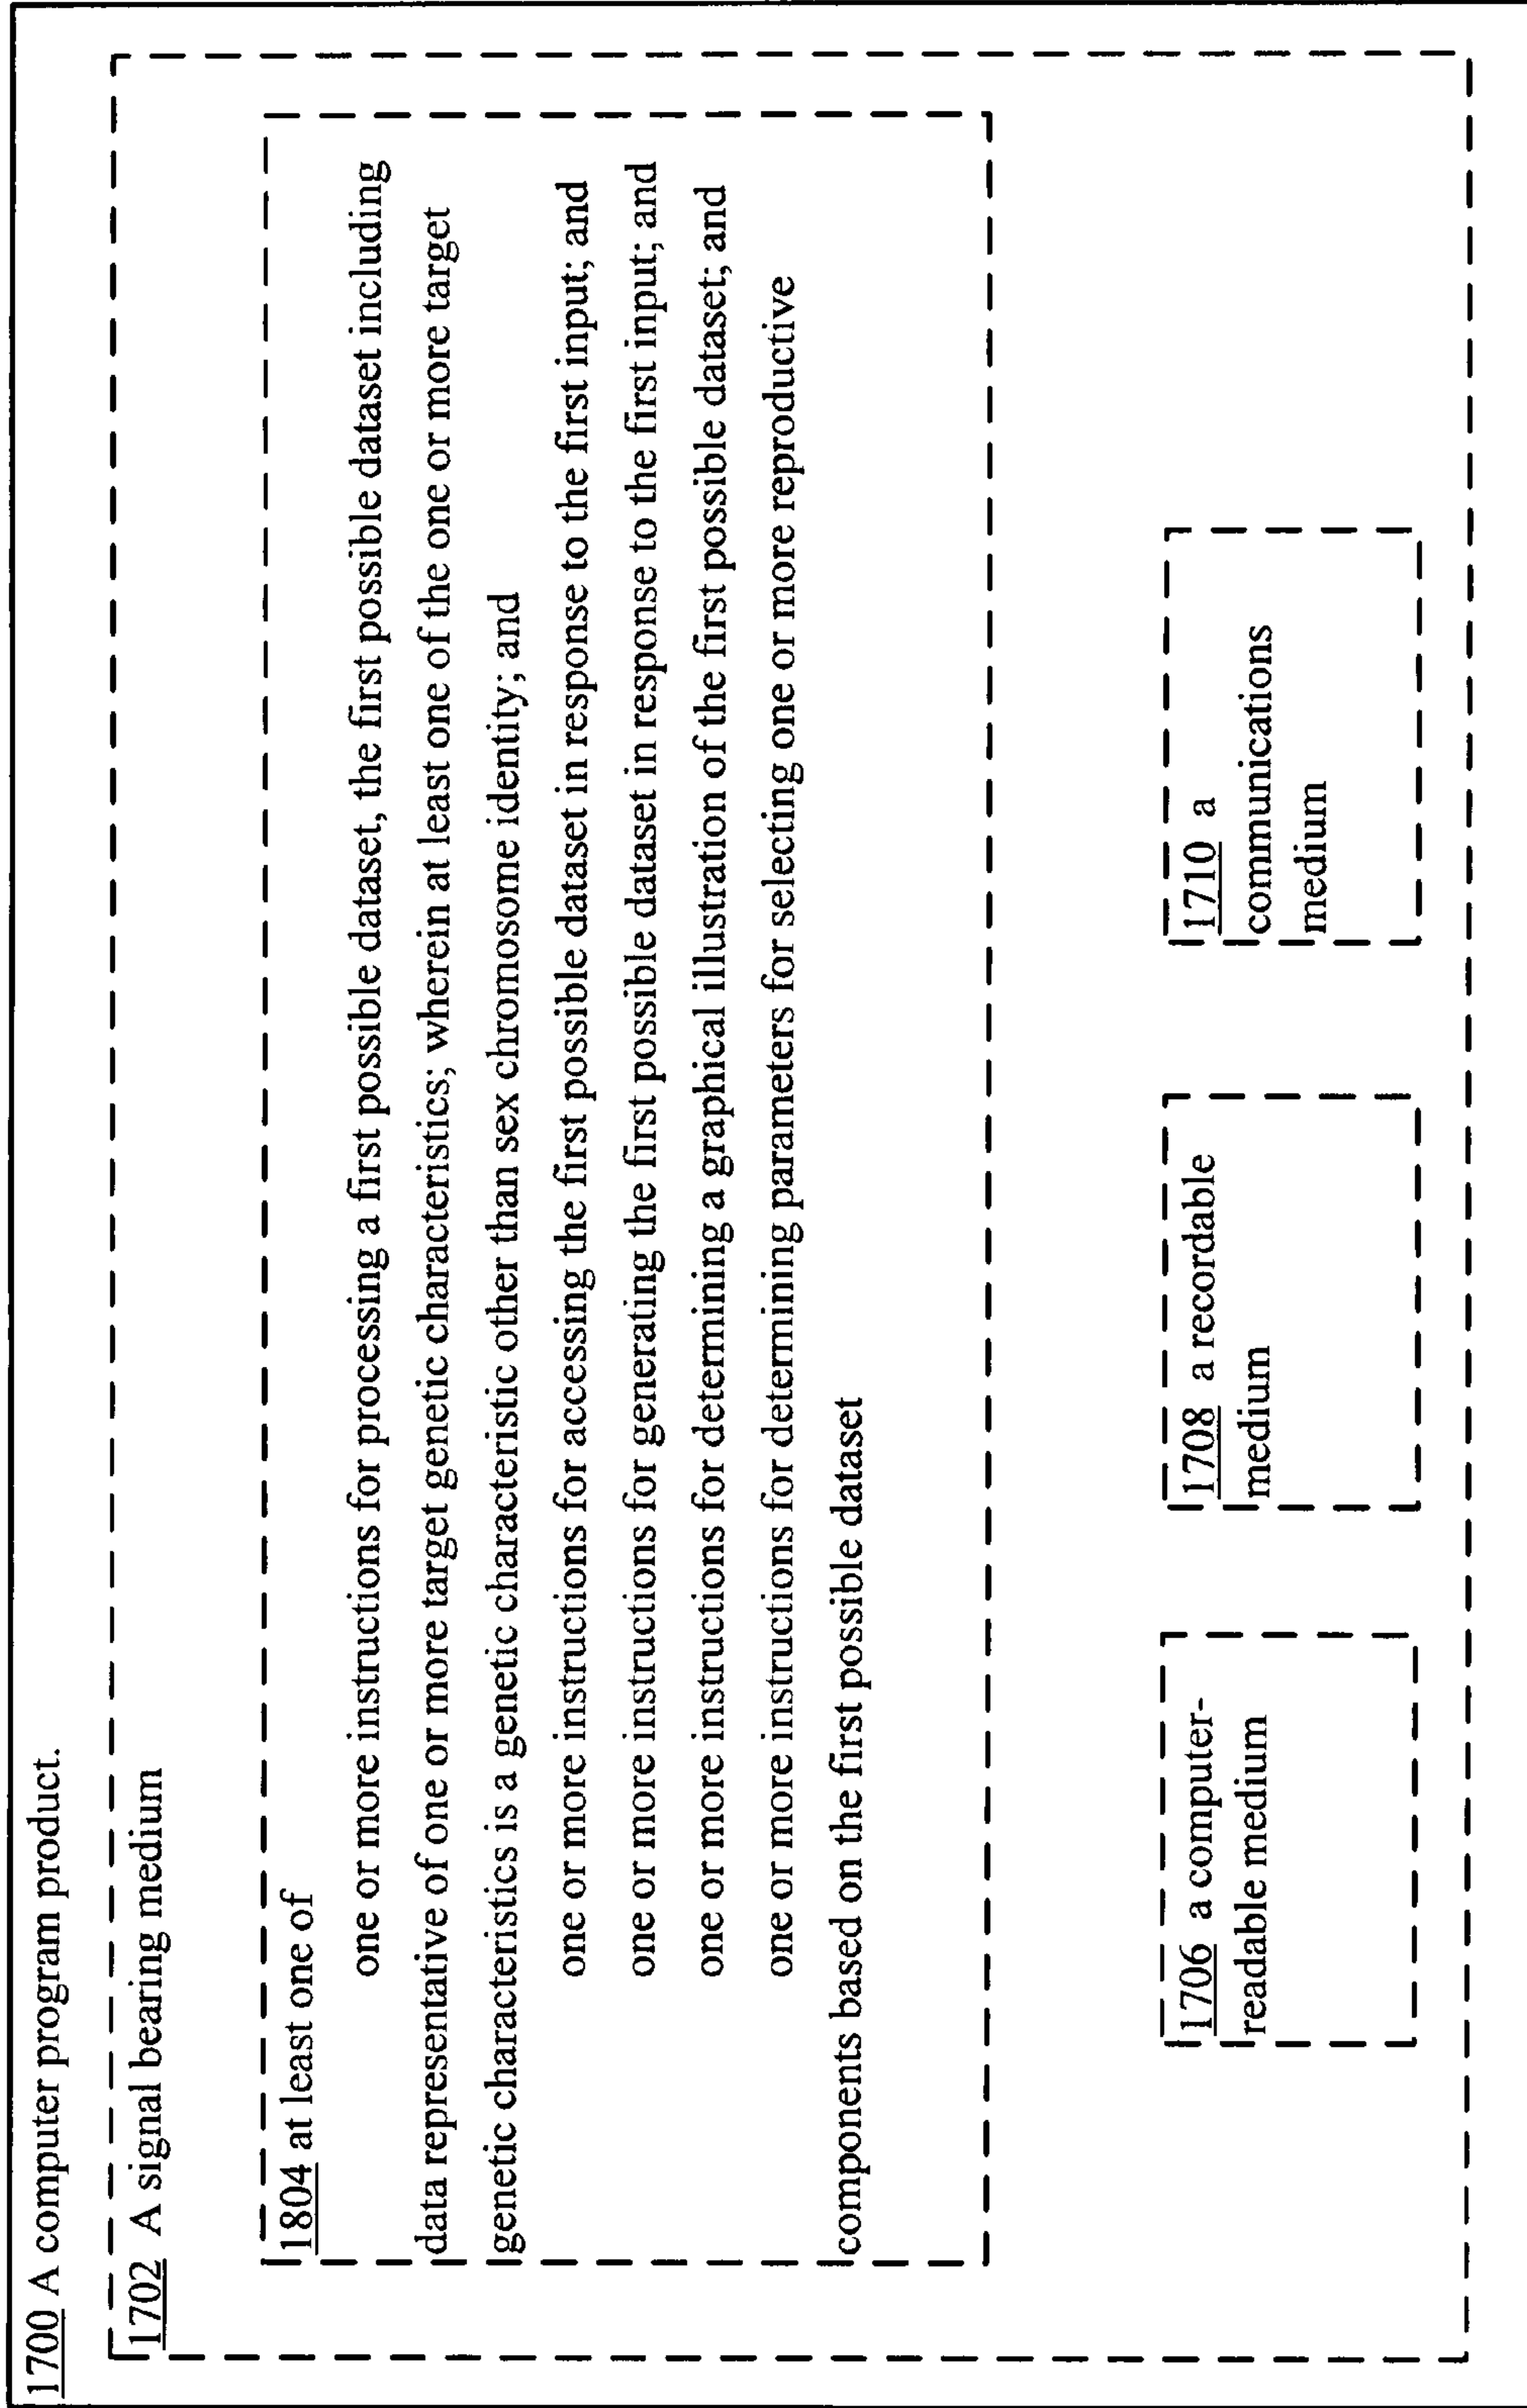 1700 A computer program product.
1702 A signal bearing medium
1804 at least one of
one or more instructions for processing a first possible dataset, the first possible dataset including
data representative of one or more target genetic characteristics; wherein at least one of the one or more target
genetic characteristics is a genetic characteristic other than sex chromosome identity; and
one or more instructions for accessing the first possible dataset in response to the first input; and
one or more instructions for generating the first possible dataset in response to the first input; and
one or more instructions for determining a graphical illustration of the first possible dataset; and
one or more instructions for determining parameters for selecting one or more reproductive
components based on the first possible dataset
1706 a computer-
readable medium
1708 a recordable
medium
1710 a
communications
medium